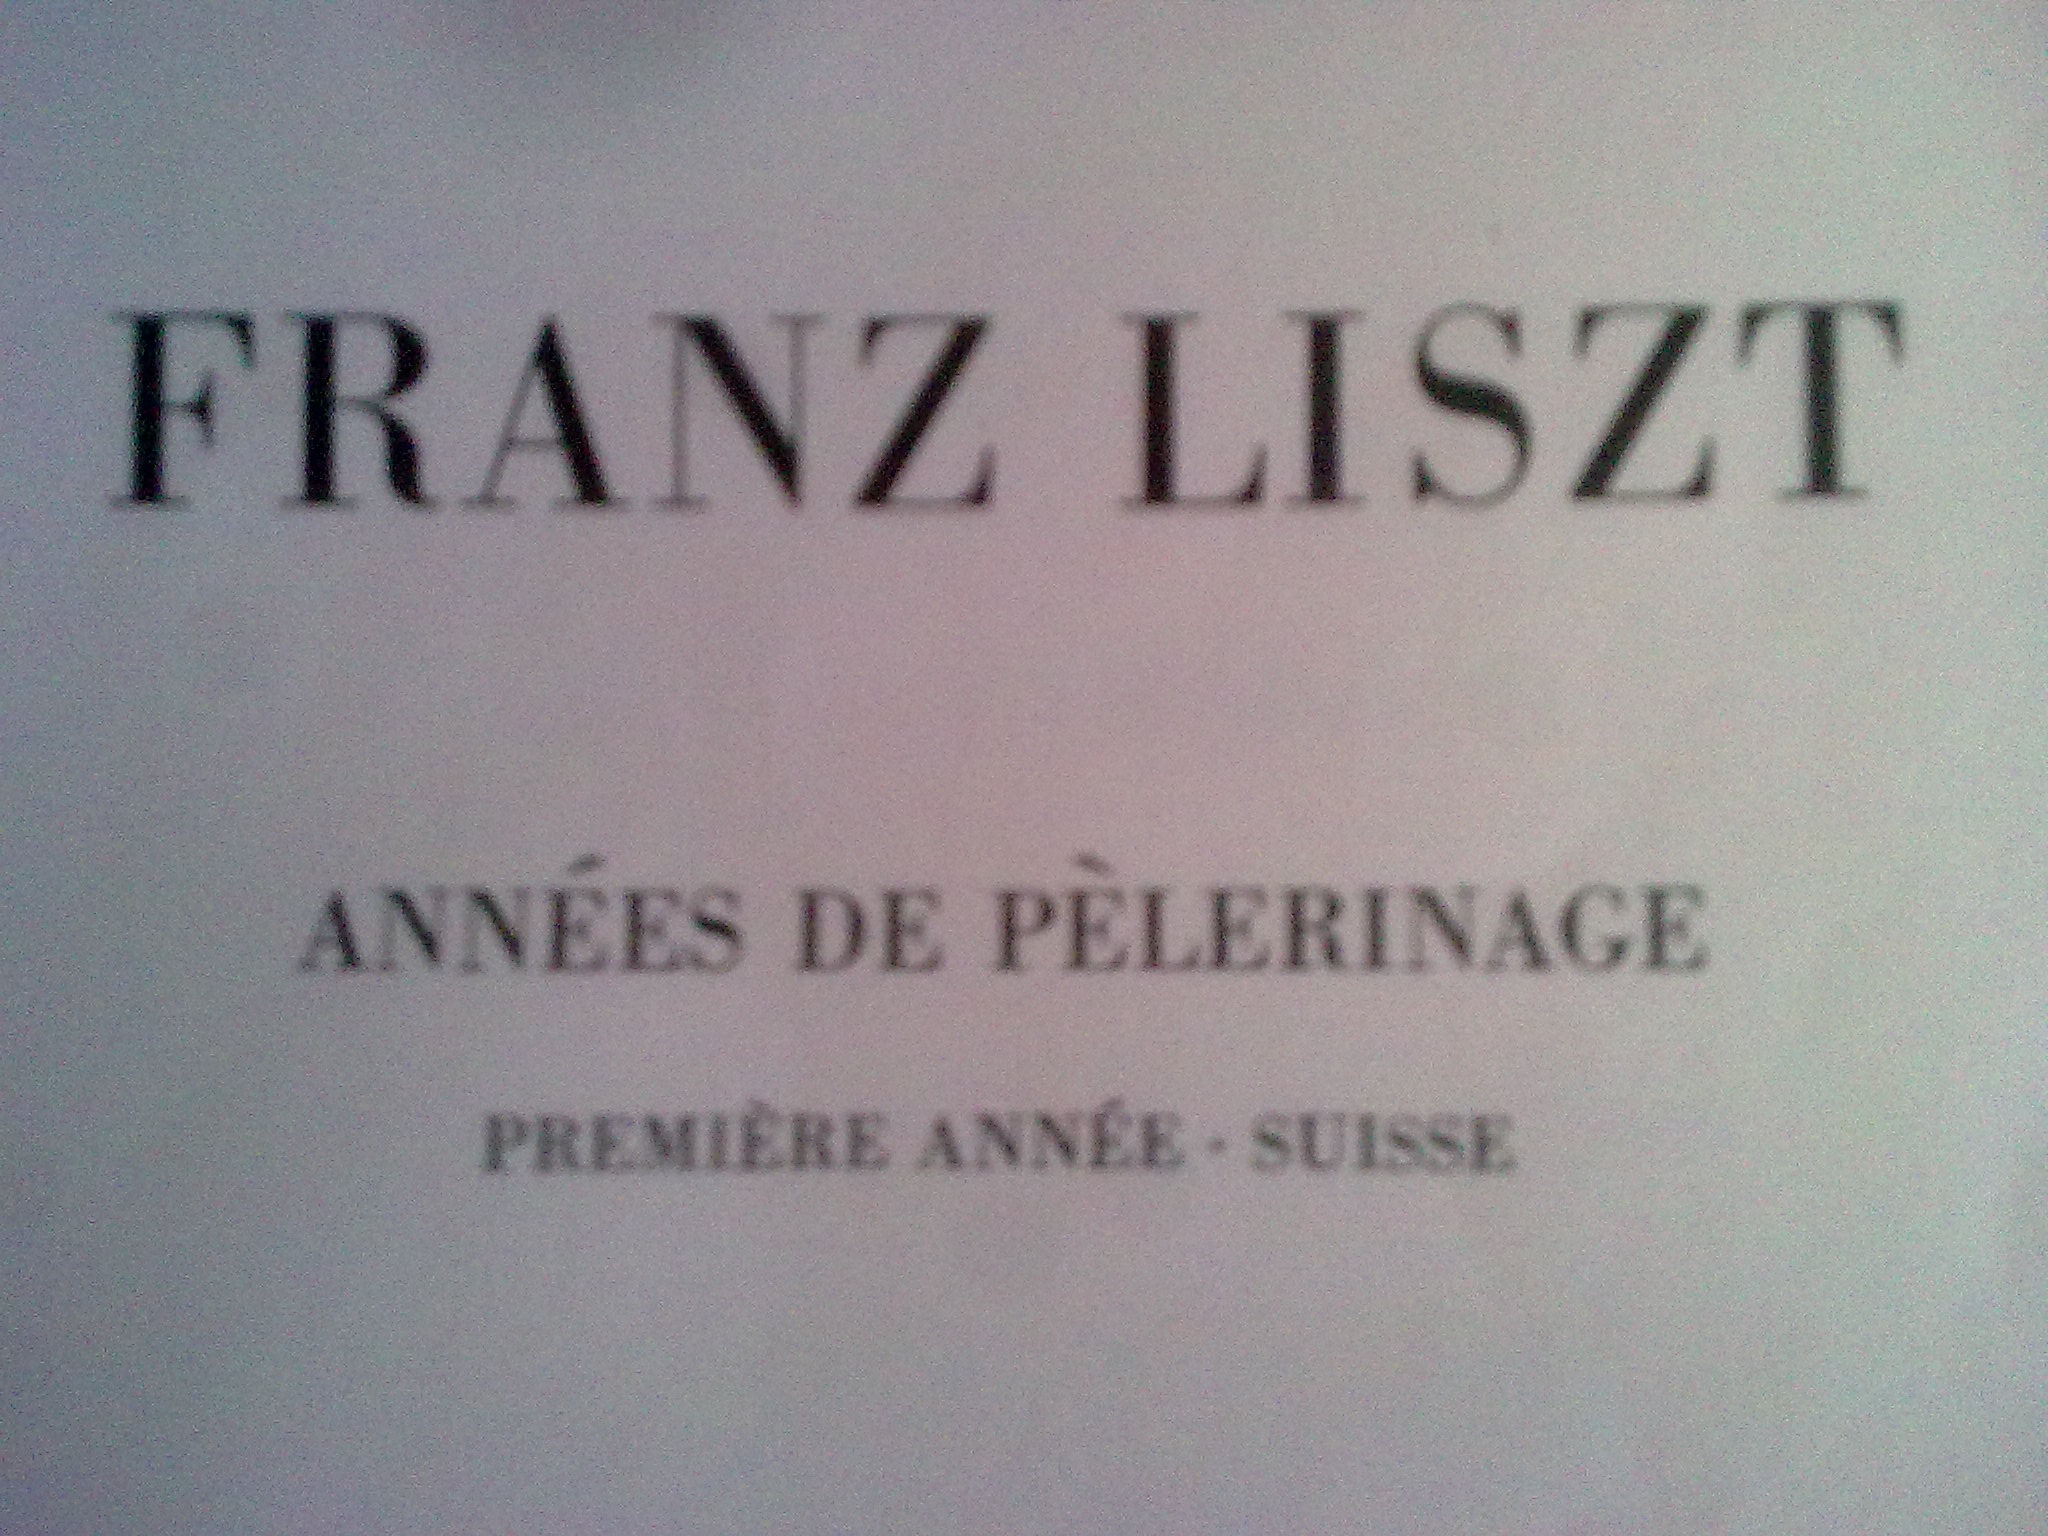 FRANZ LISZT
ANNÉES DE PÈLERINAGE
PREMIÈRE ANNÉE · SUISSE